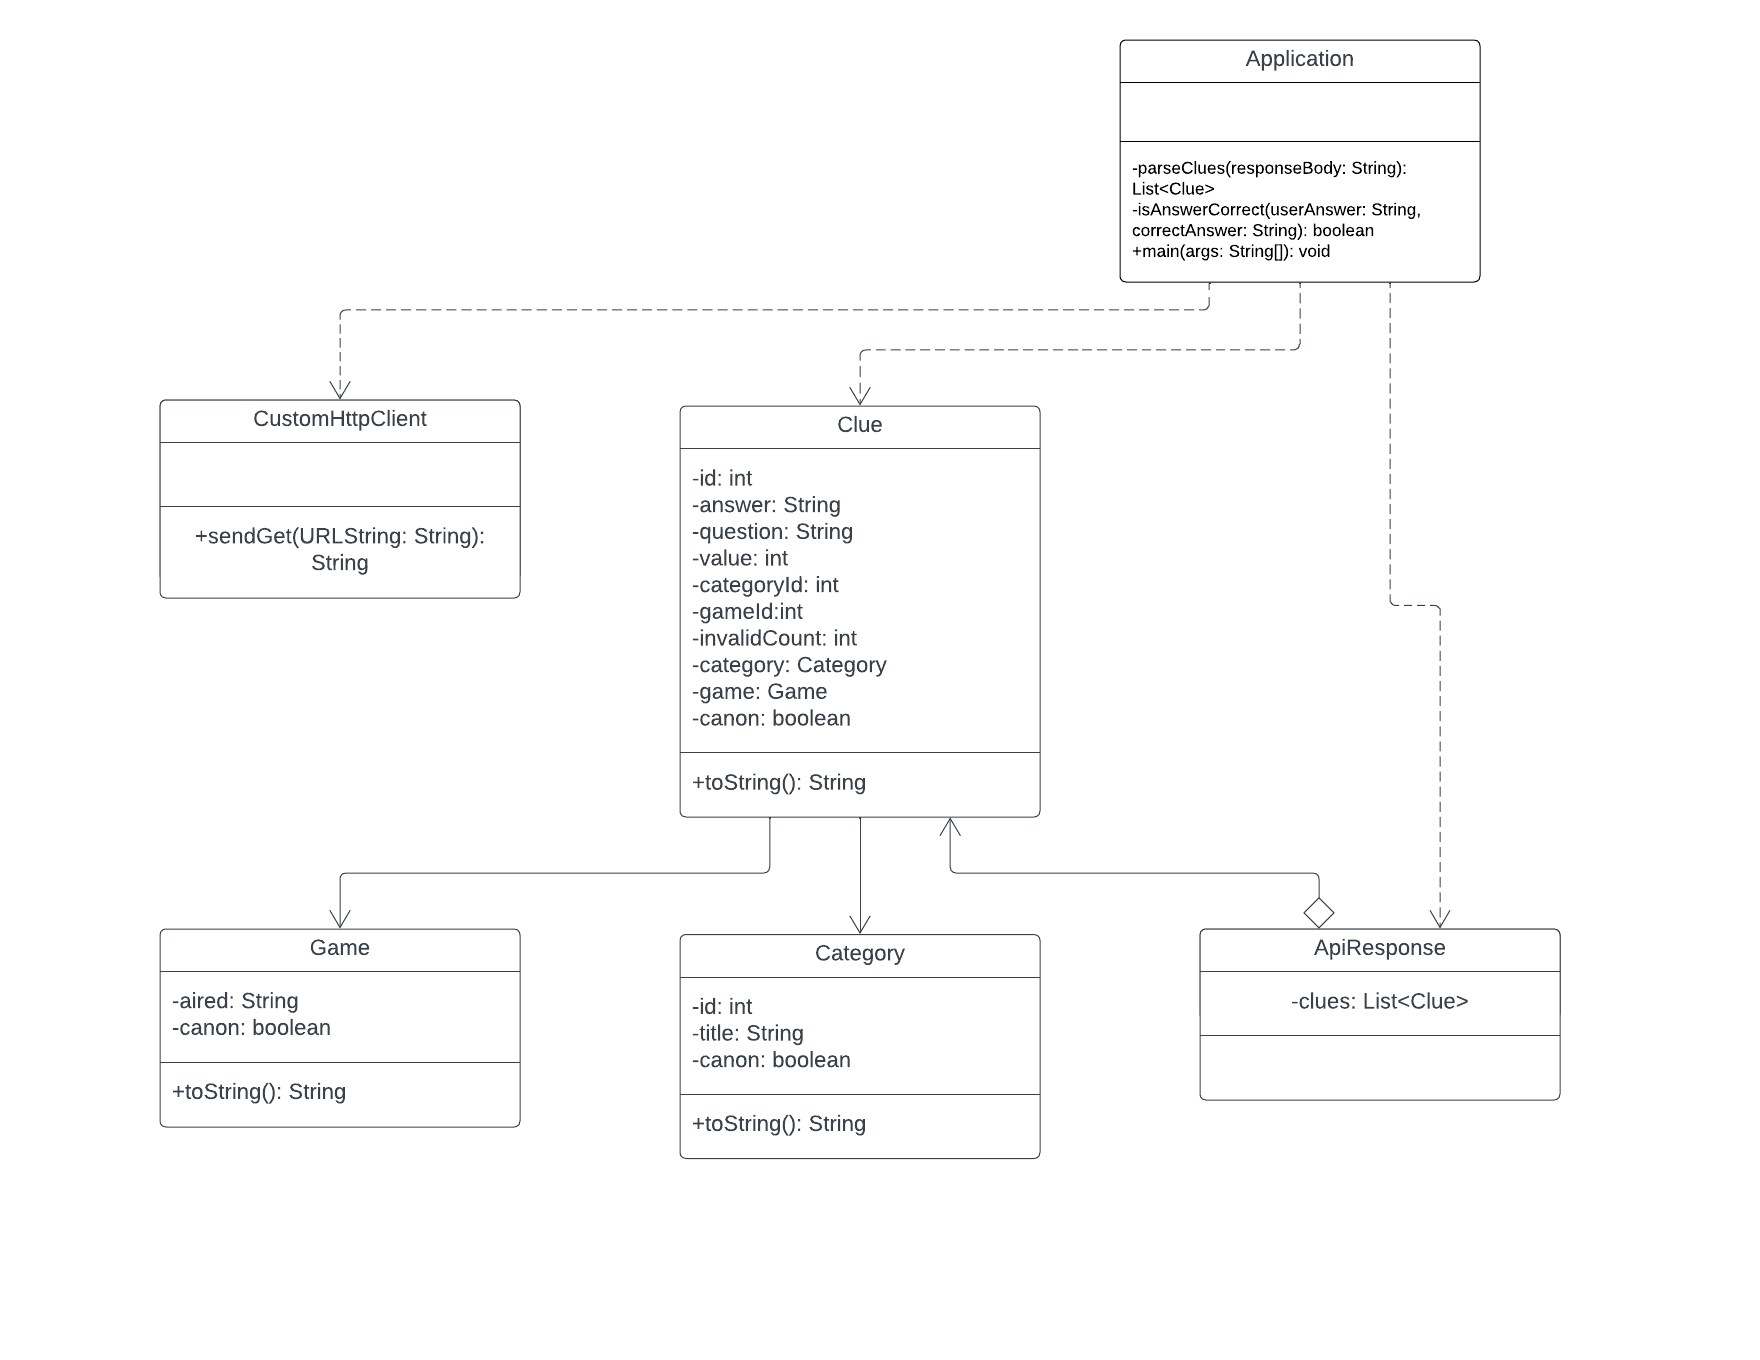 Application
-parseClues(responseBody: String):
List<Clue>
-isAnswerCorrect(userAnswer: String,
correctAnswer: String): boolean
+main(args: String[]): void
CustomHttpClient
+sendGet(URLString: String):
String
Clue
-id: int
-answer: String
-question: String
-value: int
-categoryId: int
-gameId:int
-invalidCount: int
-category: Category
-game: Game
-canon: boolean
+toString(): String
Game
-aired: String
-canon: boolean
+toString(): String
Category
-id: int
-title: String
-canon: boolean
+toString(): String
ApiResponse
-clues: List<Clue>